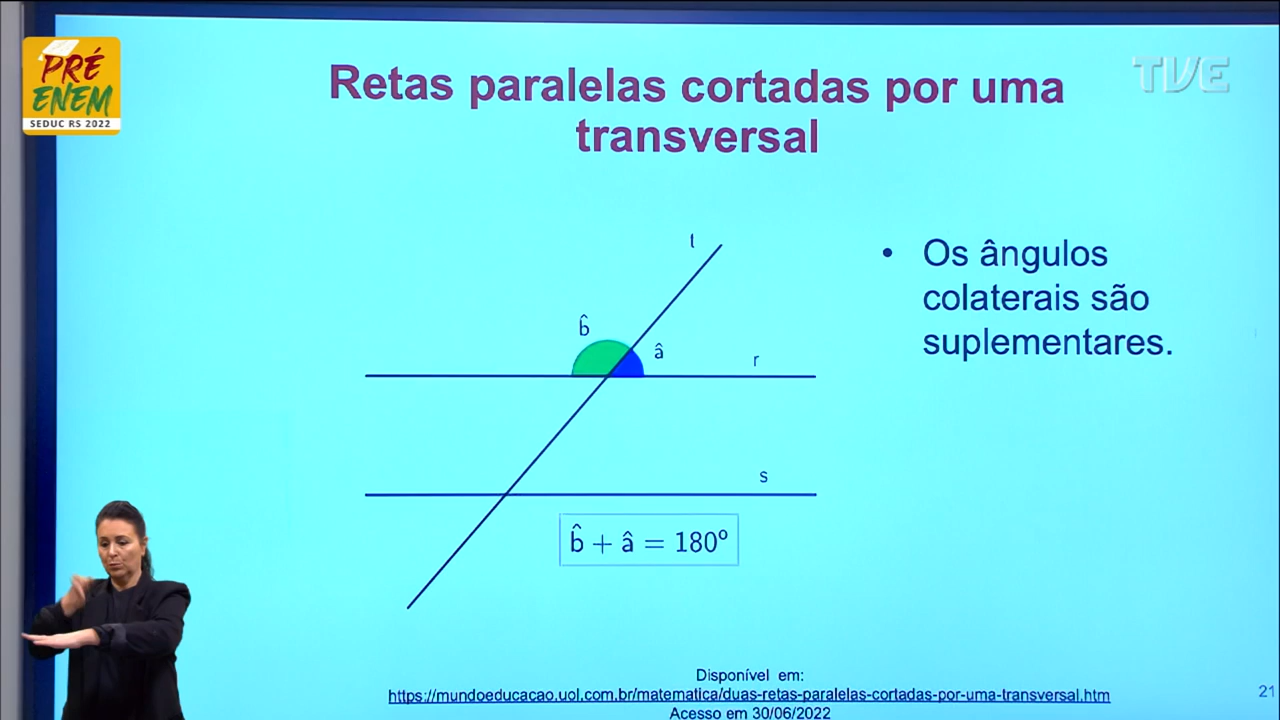 PRÉ
ENEM
SEDUC RS 2022
TVE
Retas paralelas cortadas por uma
transversal
t
b̂
â
r
s
b̂ + â = 180º
• Os ângulos
colaterais são
suplementares.
Disponível em:
https://mundoeducacao.uol.com.br/matematica/duas-retas-paralelas-cortadas-por-uma-transversal.htm
Acesso em 30/06/2022
21